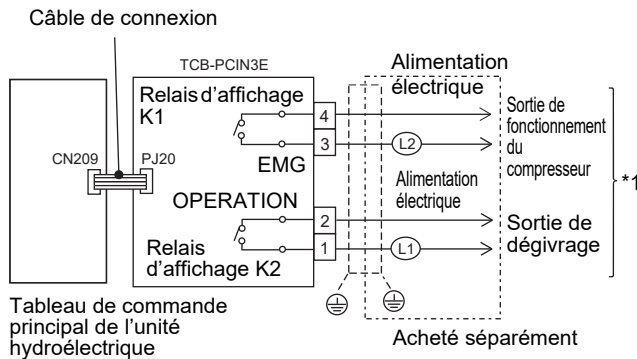 Câble de connexion
TCB-PCIN3E
Alimentation
électrique
Relais d'affichage
K1
4
3
L2
Sortie de
fonctionnement
du
compresseur
*1
CN209
PJ20
EMG
Alimentation
électrique
OPERATION
2
1
L1
Sortie de
dégivrage
Relais
d'affichage K2
Tableau de commande
principal de l'unité
hydroélectrique
Acheté séparément